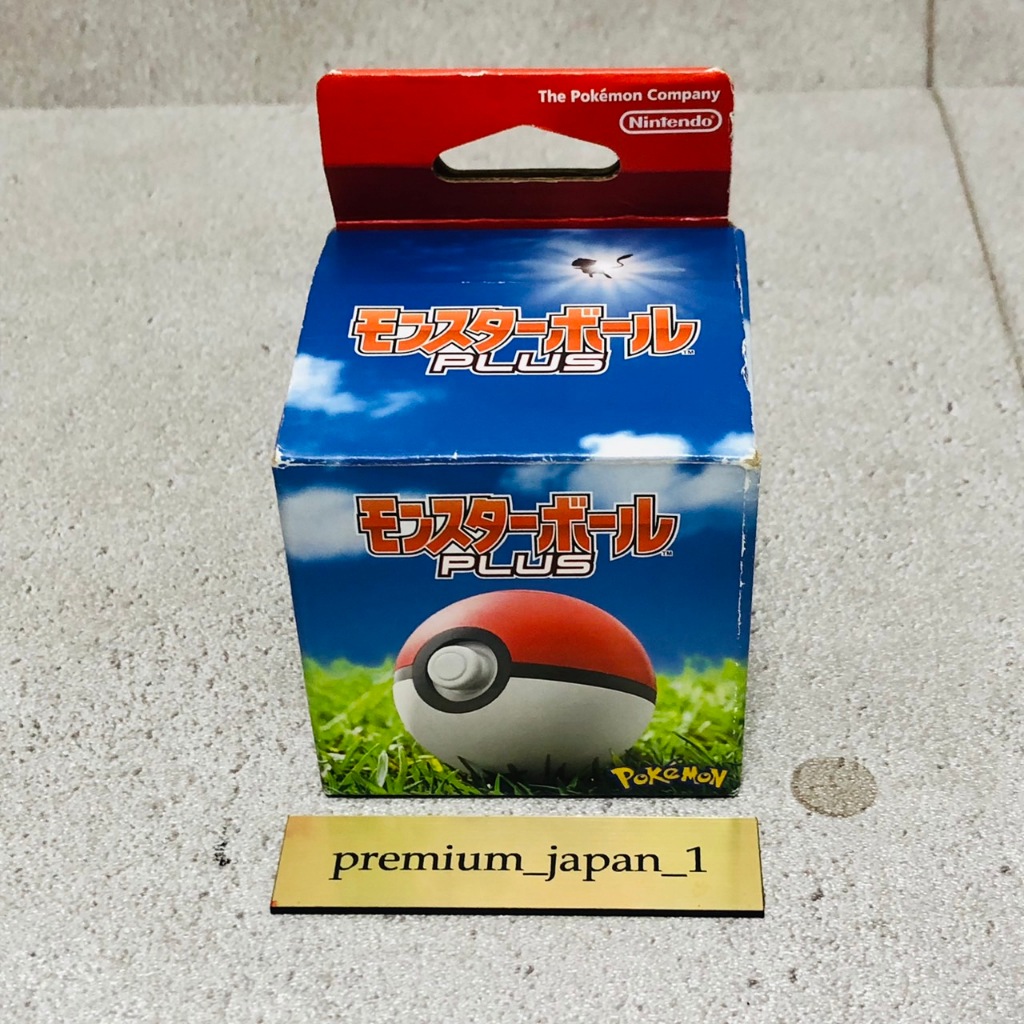 The Pokémon Company
Nintendo
モンスターボール
PLUS
モンスターボール
PLUS
POKéMON
premium_japan_1